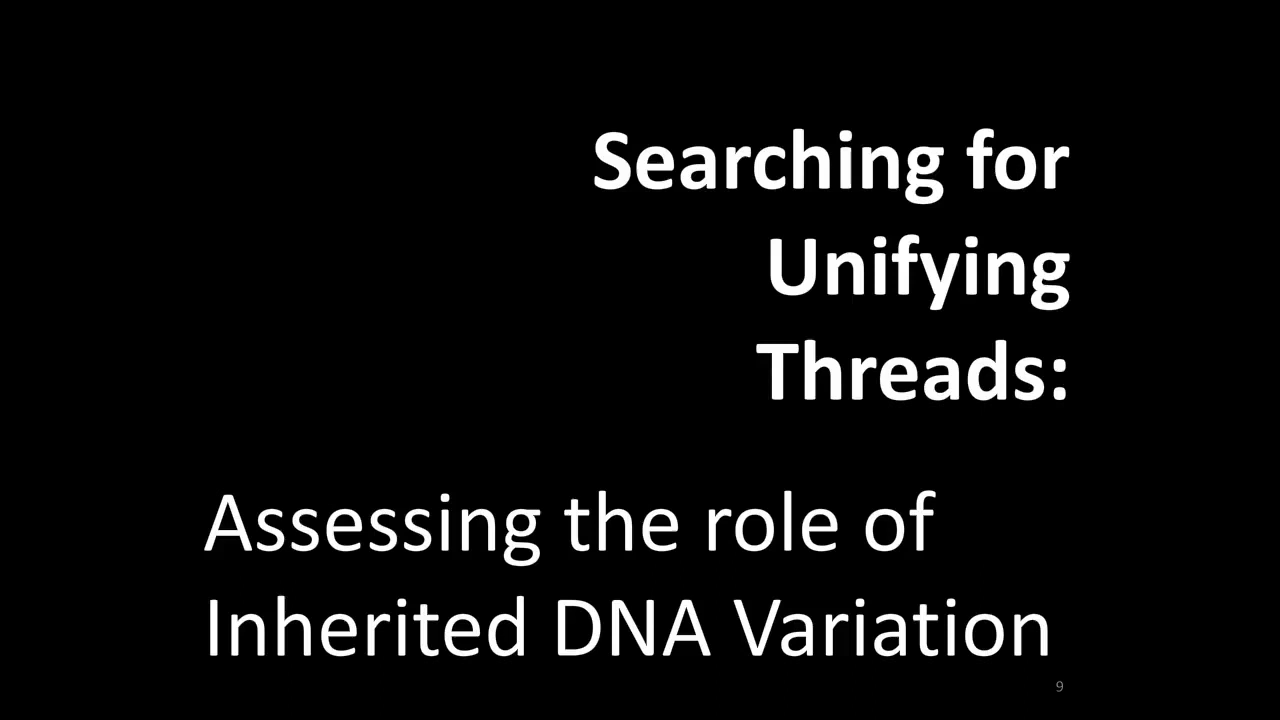 Searching for
Unifying
Threads:
Assessing the role of
Inherited DNA Variation
9